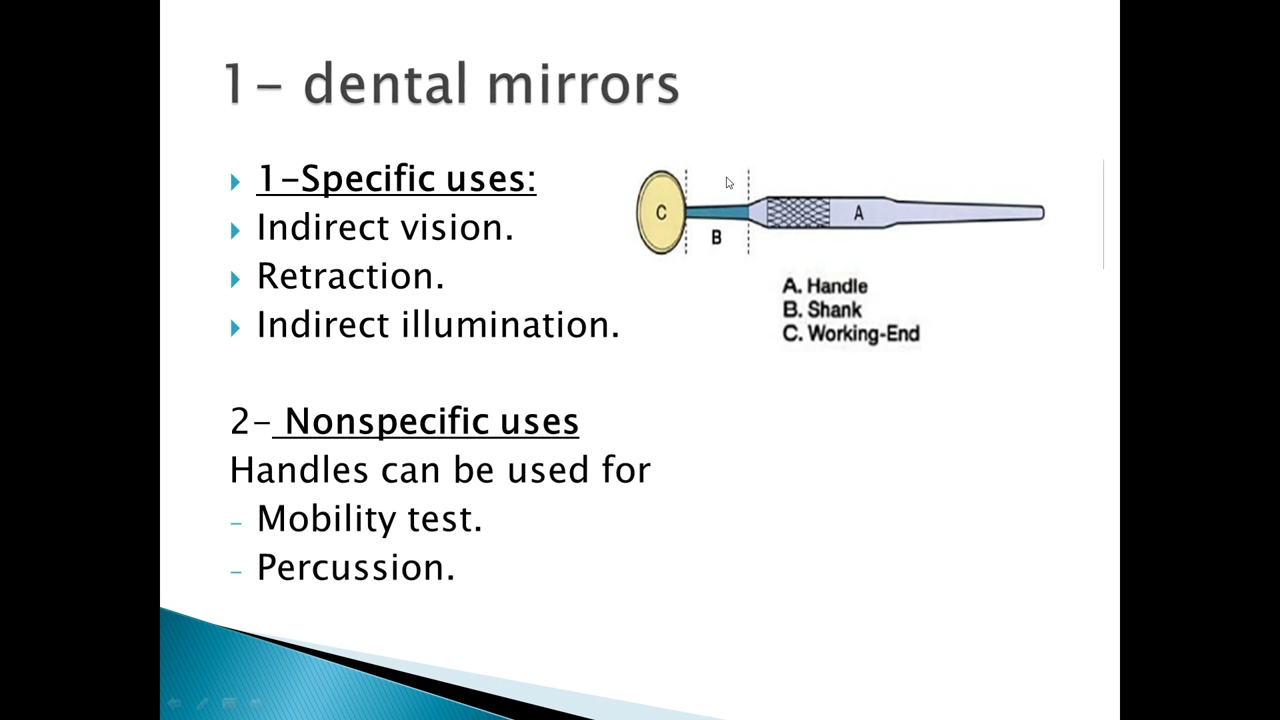 1- dental mirrors
1-Specific uses:
Indirect vision.
Retraction.
Indirect illumination.
2- Nonspecific uses
Handles can be used for
- Mobility test.
- Percussion.
C
B
A
A. Handle
B. Shank
C. Working-End